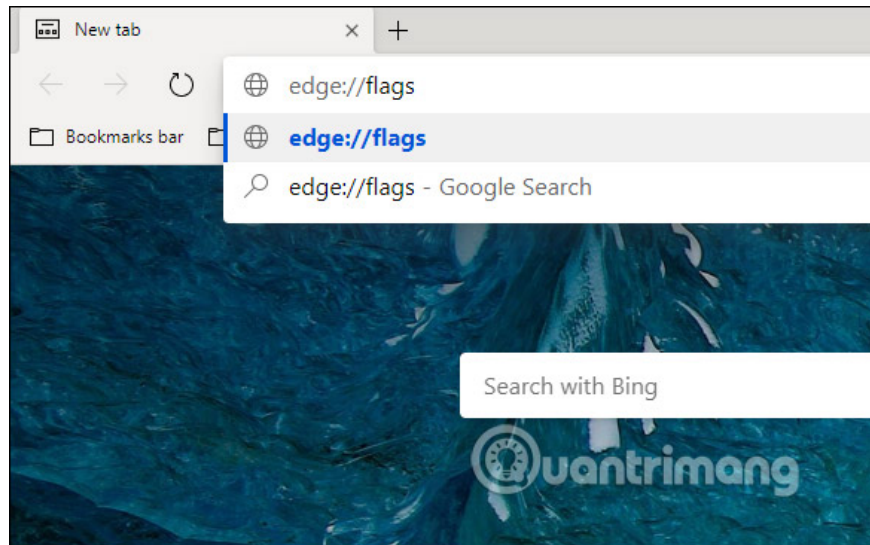 New tab
edge://flags
Bookmarks bar
edge://flags
edge://flags - Google Search
Search with Bing
Quantrimang